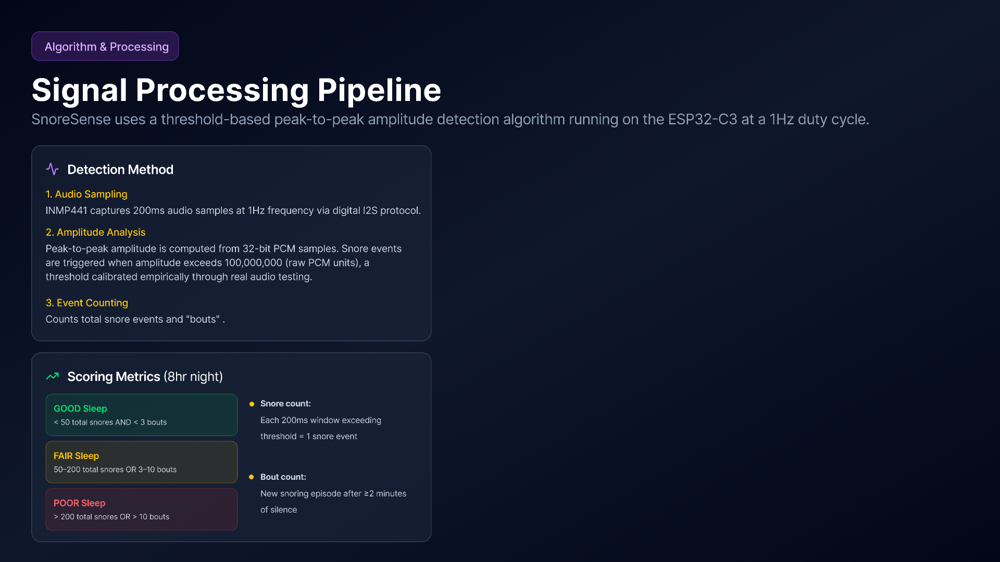 Algorithm & Processing
Signal Processing Pipeline
SnoreSense uses a threshold-based peak-to-peak amplitude detection algorithm running on the ESP32-C3 at a 1Hz duty cycle.
Detection Method
1. Audio Sampling
INMP441 captures 200ms audio samples at 1Hz frequency via digital I2S protocol.
2. Amplitude Analysis
Peak-to-peak amplitude is computed from 32-bit PCM samples. Snore events
are triggered when amplitude exceeds 100,000,000 (raw PCM units), a
threshold calibrated empirically through real audio testing.
3. Event Counting
Counts total snore events and "bouts" .
Scoring Metrics (8hr night)
GOOD Sleep
< 50 total snores AND < 3 bouts
FAIR Sleep
50–200 total snores OR 3–10 bouts
POOR Sleep
> 200 total snores OR > 10 bouts
Snore count:
Each 200ms window exceeding
threshold = 1 snore event
Bout count:
New snoring episode after ≥2 minutes
of silence